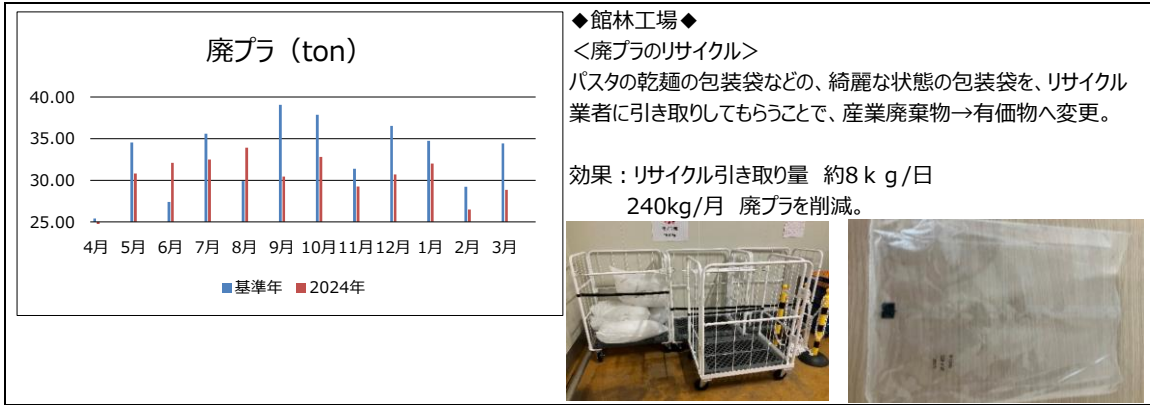 廃プラ（ton）
40.00
35.00
30.00
25.00
4月 5月 6月 7月 8月 9月 10月 11月 12月 1月 2月 3月
■基準年 ■2024年
◆館林工場◆
＜廃プラのリサイクル＞
パスタの乾麺の包装袋などの、綺麗な状態の包装袋を、リサイクル
業者に引き取りしてもらうことで、産業廃棄物→有価物へ変更。
効果：リサイクル引き取り量 約8ｋｇ/日
240kg/月 廃プラを削減。